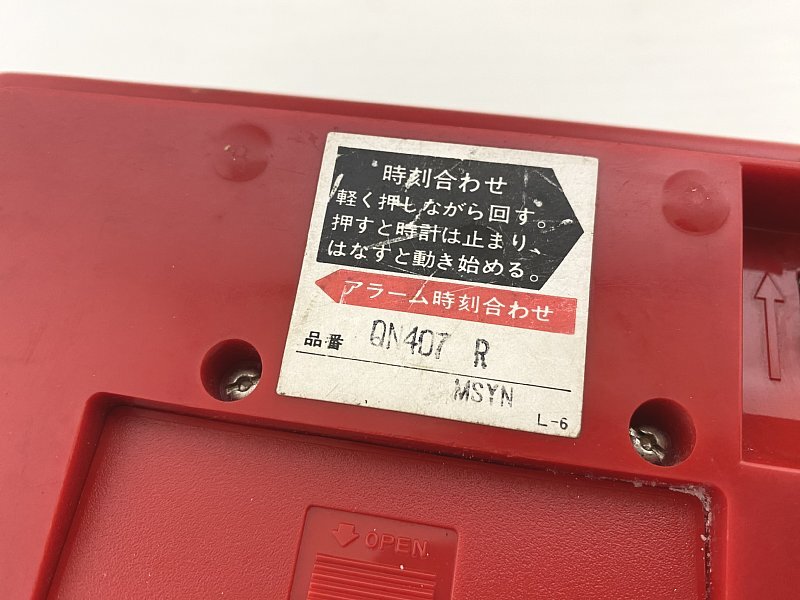 時刻合わせ
軽く押しながら回す。
押すと時計は止まり、
はなすと動き始める。
アラーム時刻合わせ
品番 QN407 R
MSYN
L-6
OPEN